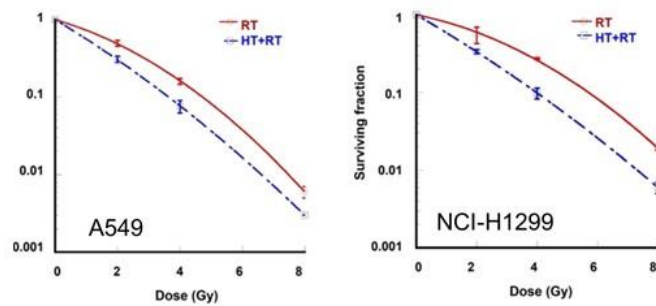 1
0.1
0.01
0.001
RT
HT+RT
A549
0
2
4
6
8
Dose (Gy)
Surviving fraction
1
0.1
0.01
0.001
RT
HT+RT
NCI-H1299
0
2
4
6
8
Dose (Gy)